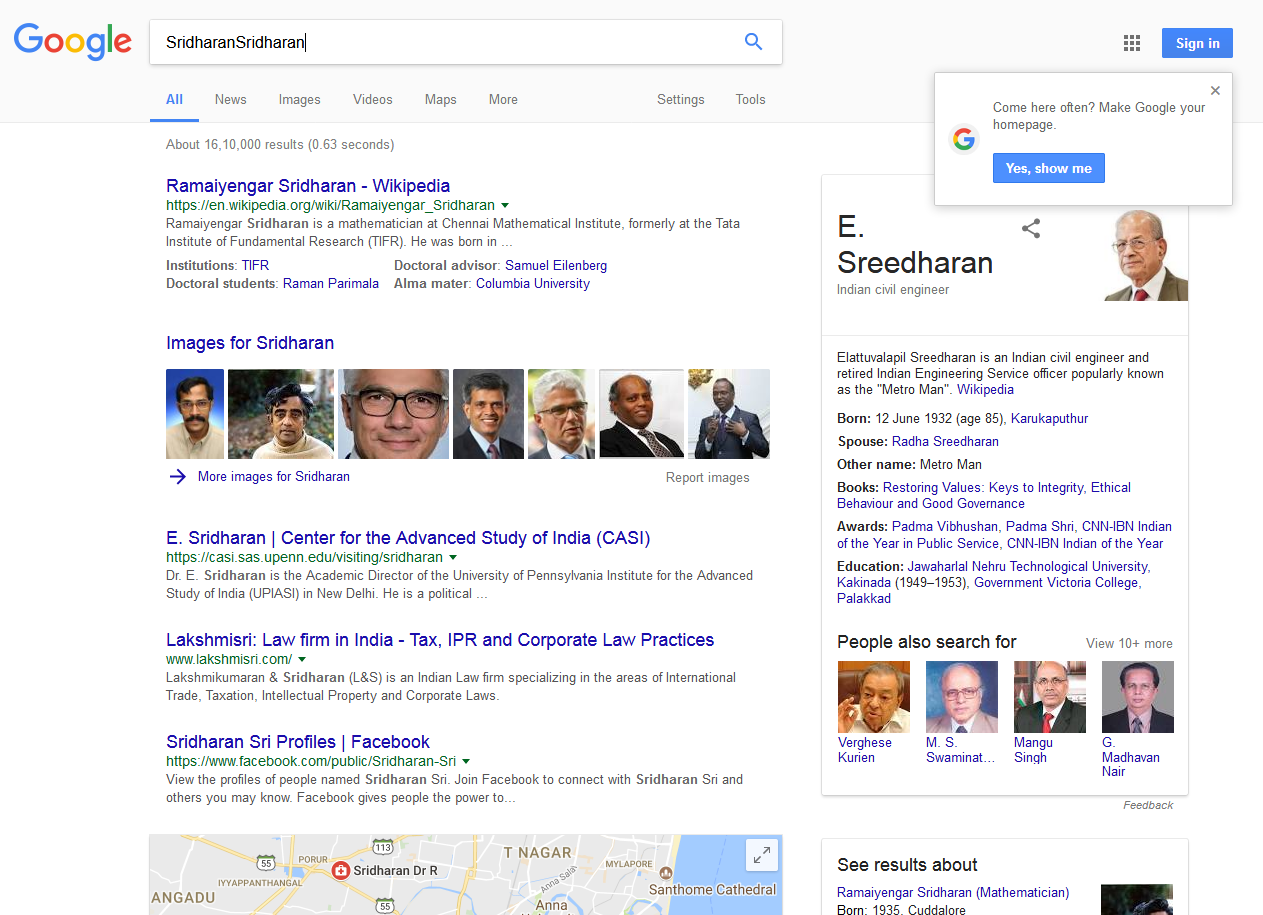 Google
SridharanSridharan
Sign in
All News Images Videos Maps More Settings Tools
Come here often? Make Google your
homepage.
Yes, show me
About 16,10,000 results (0.63 seconds)
Ramaiyengar Sridharan - Wikipedia
https://en.wikipedia.org/wiki/Ramaiyengar_Sridharan
Ramaiyengar Sridharan is a mathematician at Chennai Mathematical Institute, formerly at the Tata
Institute of Fundamental Research (TIFR). He was born in ...
Institutions: TIFR Doctoral advisor: Samuel Eilenberg
Doctoral students: Raman Parimala Alma mater: Columbia University
Images for Sridharan
More images for Sridharan Report images
E. Sridharan | Center for the Advanced Study of India (CASI)
https://casi.sas.upenn.edu/visiting/sridharan
Dr. E. Sridharan is the Academic Director of the University of Pennsylvania Institute for the Advanced
Study of India (UPIASI) in New Delhi. He is a political ...
Lakshmisri: Law firm in India - Tax, IPR and Corporate Law Practices
www.lakshmisri.com/
Lakshmikumaran & Sridharan (L&S) is an Indian Law firm specializing in the areas of International
Trade, Taxation, Intellectual Property and Corporate Laws.
Sridharan Sri Profiles | Facebook
https://www.facebook.com/public/Sridharan-Sri
View the profiles of people named Sridharan Sri. Join Facebook to connect with Sridharan Sri and
others you may know. Facebook gives people the power to...
113
T NAGAR
55
PORUR
MYLAPORE
Sridharan Dr R
IYYAPPANTHANGAL
Anna Salai
Santhome Cathedral
ANGADU
55
Anna
E.
Sreedharan
Indian civil engineer
Elattuvalapil Sreedharan is an Indian civil engineer and
retired Indian Engineering Service officer popularly known
as the "Metro Man". Wikipedia
Born: 12 June 1932 (age 85), Karukaputhur
Spouse: Radha Sreedharan
Other name: Metro Man
Books: Restoring Values: Keys to Integrity, Ethical
Behaviour and Good Governance
Awards: Padma Vibhushan, Padma Shri, CNN-IBN Indian
of the Year in Public Service, CNN-IBN Indian of the Year
Education: Jawaharlal Nehru Technological University,
Kakinada (1949–1953), Government Victoria College,
Palakkad
People also search for View 10+ more
Verghese
Kurien
M. S.
Swaminat...
Mangu
Singh
G.
Madhavan
Nair
Feedback
See results about
Ramaiyengar Sridharan (Mathematician)
Born: 1935, Cuddalore